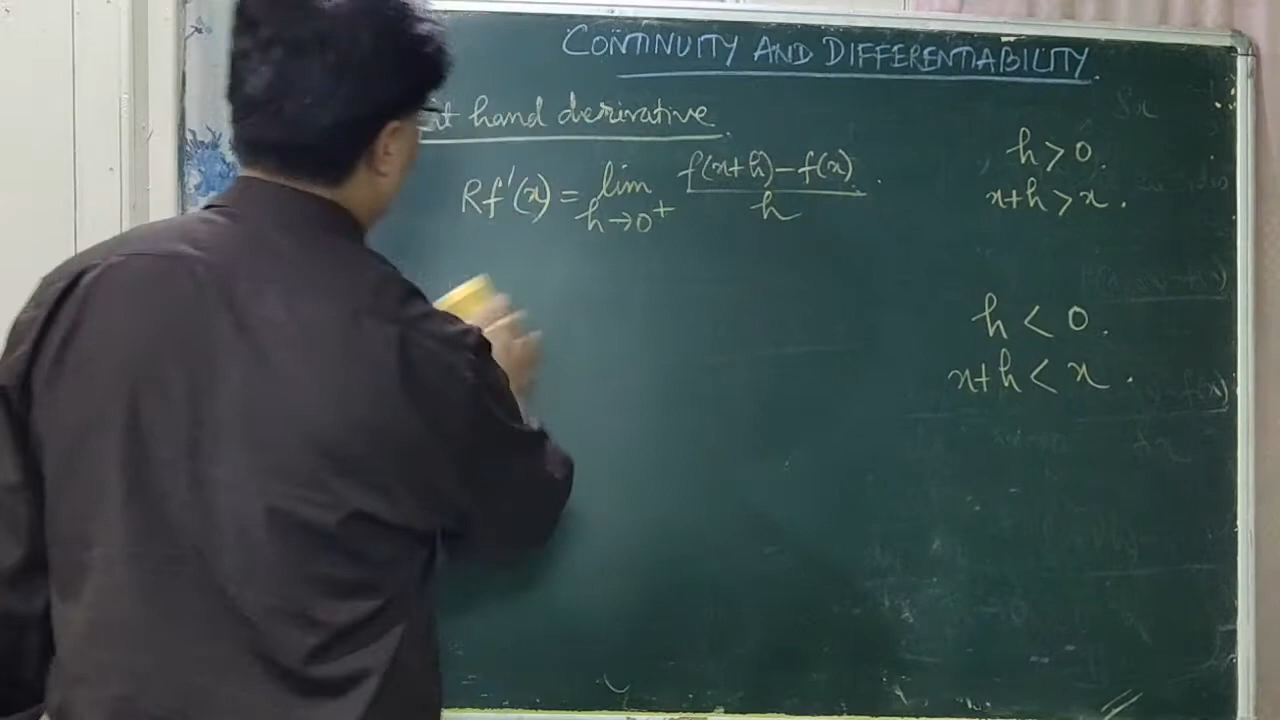 CONTINUITY AND DIFFERENTIABILITY.
hand derivative.
Rf'(x) = lim h→0+ f(x+h)-f(x) / h .
h > 0.
x+h > x.
h < 0.
x+h < x.